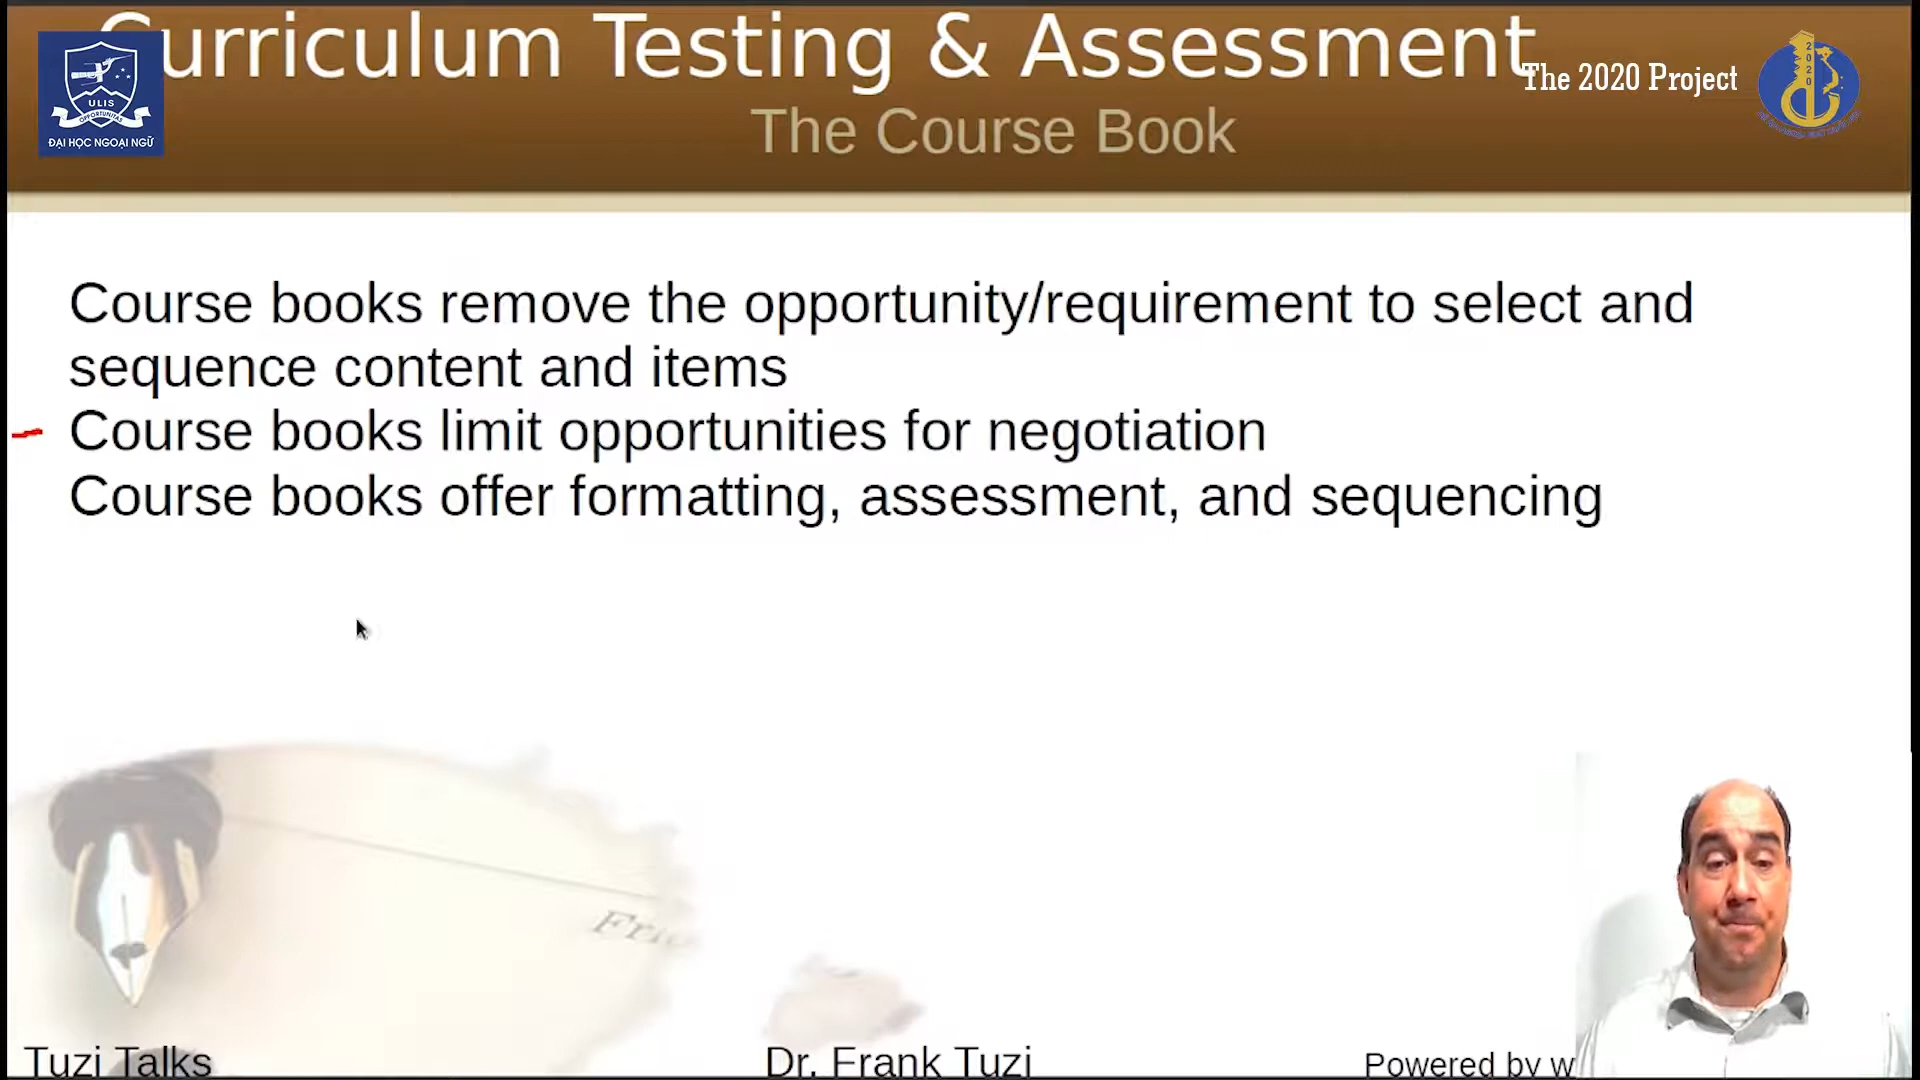 Curriculum Testing & Assessment
The Course Book
The 2020 Project
2020
ULIS
OPPORTUNITAS
ĐẠI HỌC NGOẠI NGỮ
Course books remove the opportunity/requirement to select and
sequence content and items
Course books limit opportunities for negotiation
Course books offer formatting, assessment, and sequencing
Tuzi Talks
Dr. Frank Tuzi
Powered by w